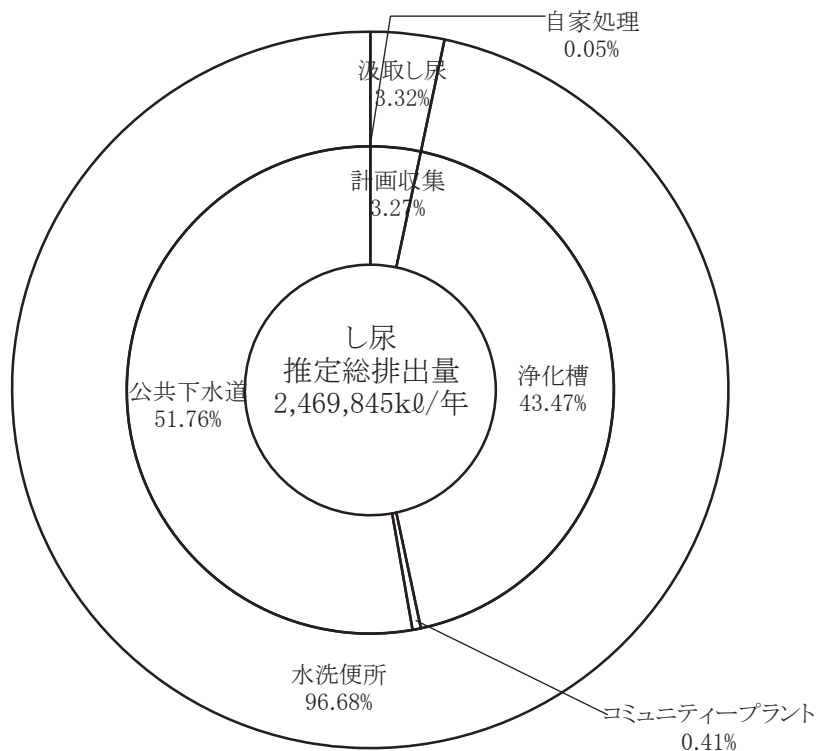 自家処理
0.05%
汲取し尿
3.32%
計画収集
3.27%
し尿
推定総排出量
2,469,845kℓ/年
公共下水道
51.76%
浄化槽
43.47%
水洗便所
96.68%
コミュニティープラント
0.41%